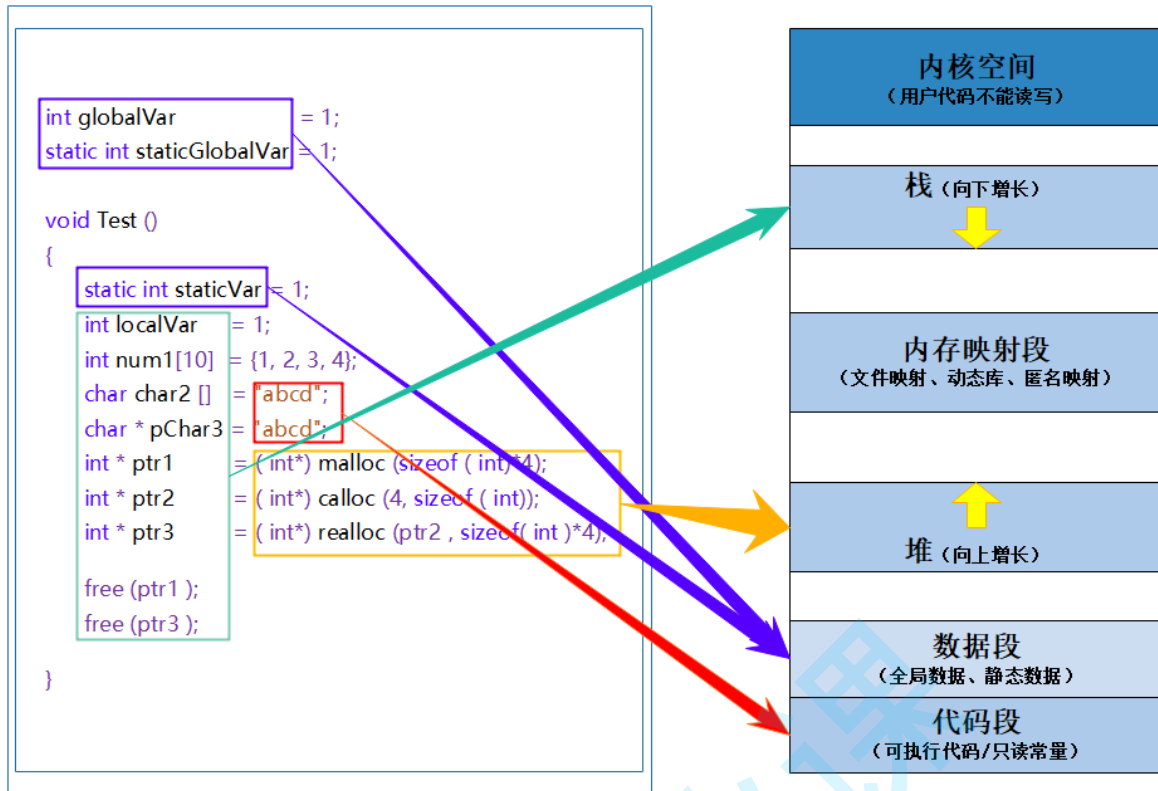 int globalVar = 1;
static int staticGlobalVar = 1;
void Test ()
{
static int staticVar = 1;
int localVar = 1;
int num1[10] = {1, 2, 3, 4};
char char2 [] = "abcd";
char * pChar3 = "abcd";
int * ptr1 = ( int*) malloc (sizeof ( int)*4);
int * ptr2 = ( int*) calloc (4, sizeof ( int));
int * ptr3 = ( int*) realloc (ptr2 , sizeof( int )*4);
free (ptr1 );
free (ptr3 );
}
内核空间
（用户代码不能读写）
栈（向下增长）
内存映射段
（文件映射、动态库、匿名映射）
堆（向上增长）
数据段
（全局数据、静态数据）
代码段
（可执行代码/只读常量）
课